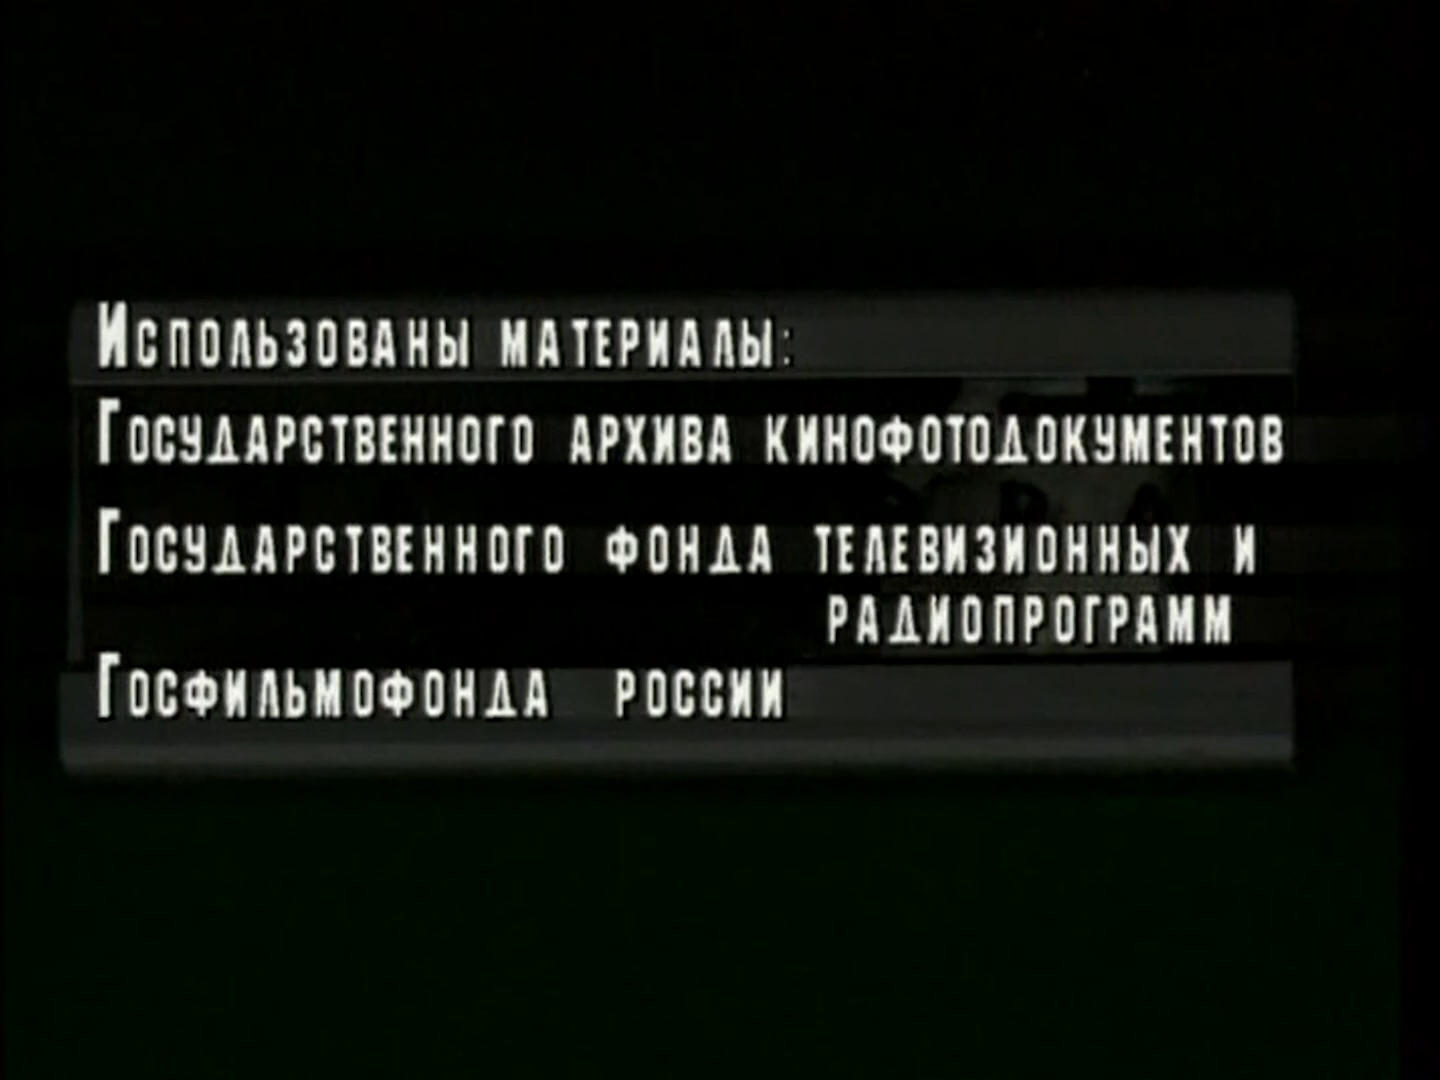 Использованы материалы:
Государственного архива кинофотодокументов
Государственного фонда телевизионных и
радиопрограмм
Госфильмофонда россии